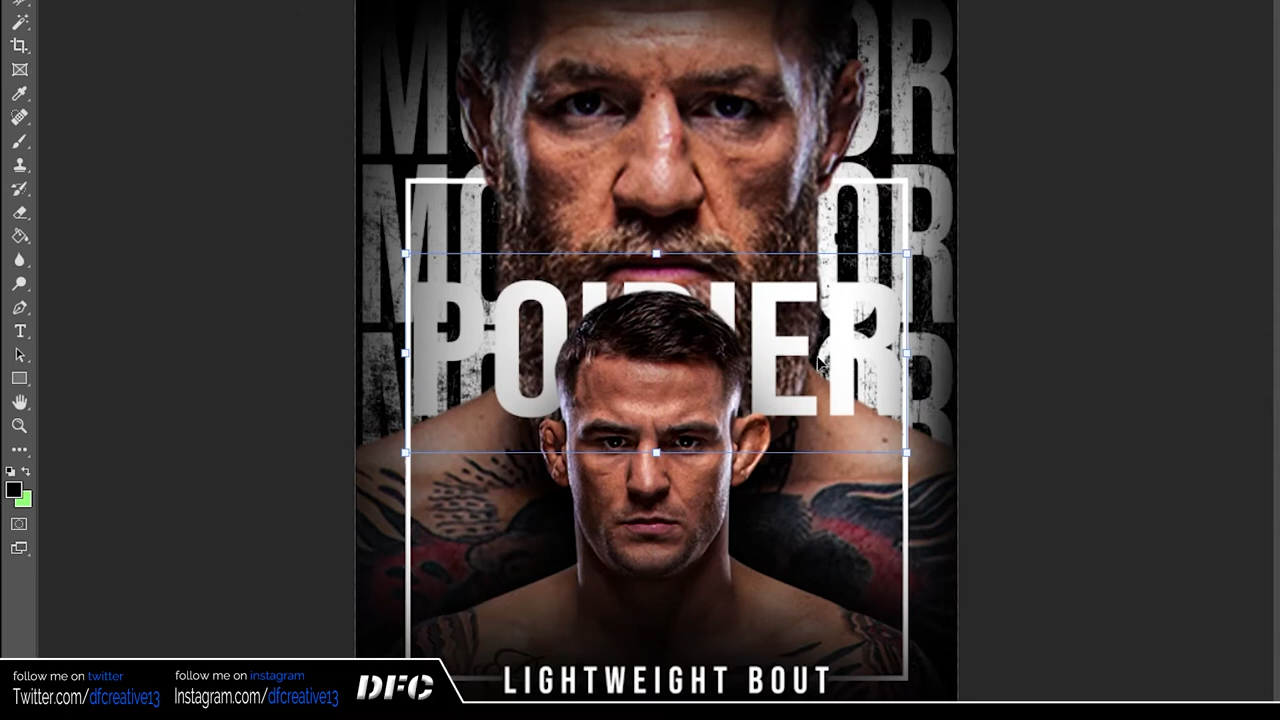 POIRIER
LIGHTWEIGHT BOUT
follow me on twitter
Twitter.com/dfcreative13
follow me on instagram
Instagram.com/dfcreative13
DFC